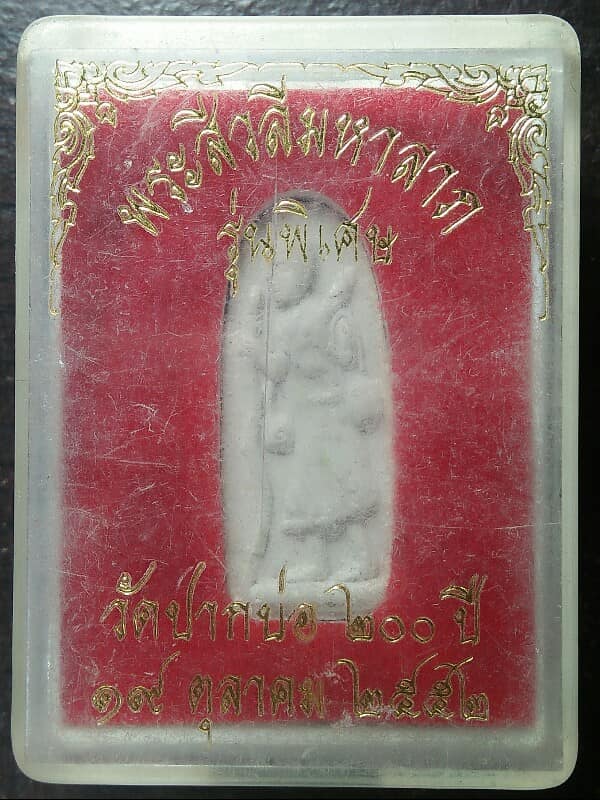 พระสีวลีมหาลาภ
รุ่นพิเศษ
วัดปากบ่อ ๒๐๐ ปี
๑๙ ตุลาคม ๒๕๕๒